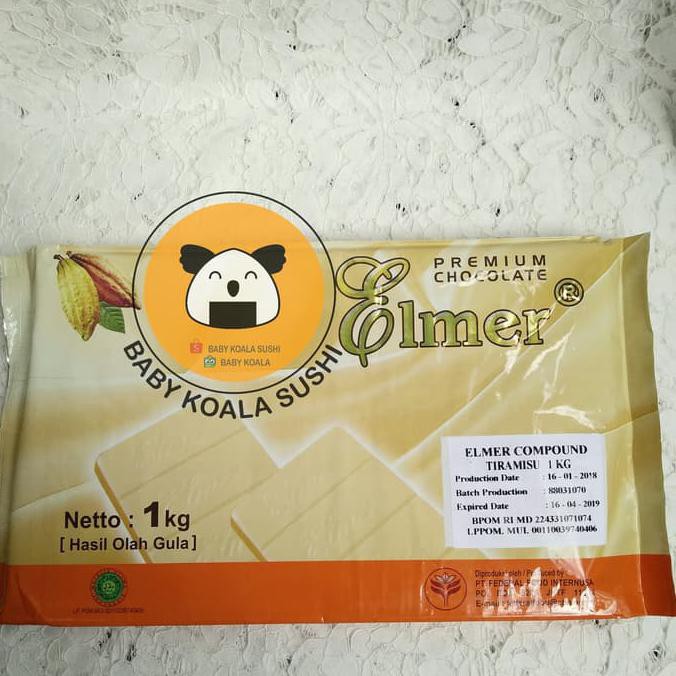 PREMIUM
CHOCOLATE
Elmer®
BABY KOALA SUSHI
BABY KOALA
BABY KOALA SUSHI
ELMER COMPOUND
TIRAMISU 1 KG
Production Date : 16 - 01 - 2018
Batch Production : 88031070
Expired Date : 16 - 04 - 2019
BPOM RI MD 224331071074
LPPOM. MUI. 00110039740406
Netto : 1 kg
[ Hasil Olah Gula ]
Diproduksi oleh / Produced by :
PT FEDERAL FOOD INTERNUSA